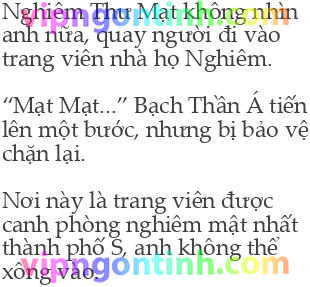 Nghiêm Thư Mạt không nhìn
anh nữa, quay người đi vào
trang viên nhà họ Nghiêm.
“Mạt Mạt...” Bạch Thần Á tiến
lên một bước, nhưng bị bảo vệ
chặn lại.
Nơi này là trang viên được
canh phòng nghiêm mật nhất
thành phố S, anh không thể
xông vào.
vipngontinh.com
vipngontinh.com